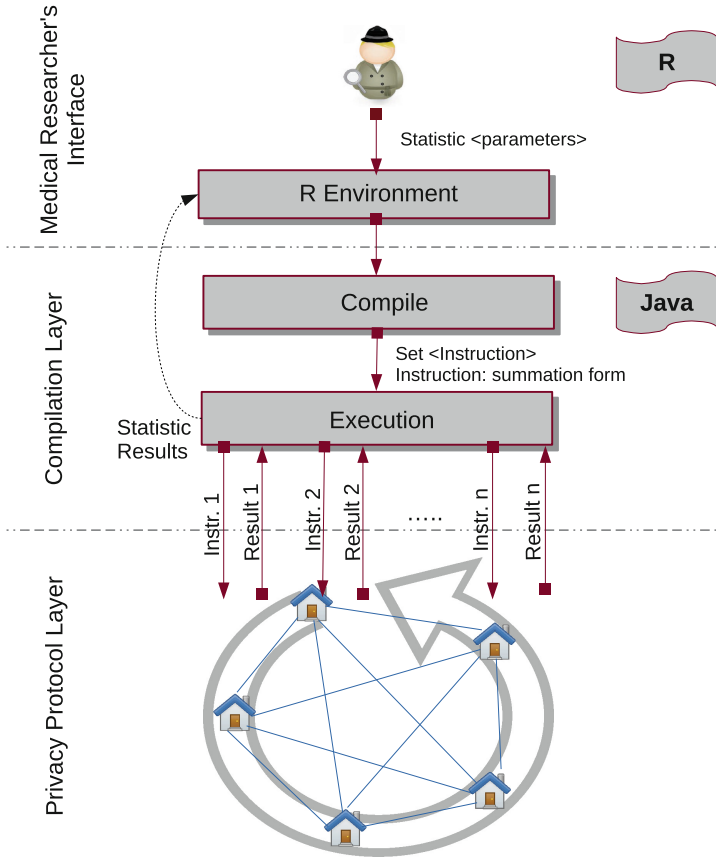 Medical Researcher's
Interface
R
Statistic <parameters>
R Environment
Compilation Layer
Compile
Java
Set <Instruction>
Instruction: summation form
Execution
Statistic
Results
Instr. 1
Result 1
Instr. 2
Result 2
.....
Instr. n
Result n
Privacy Protocol Layer